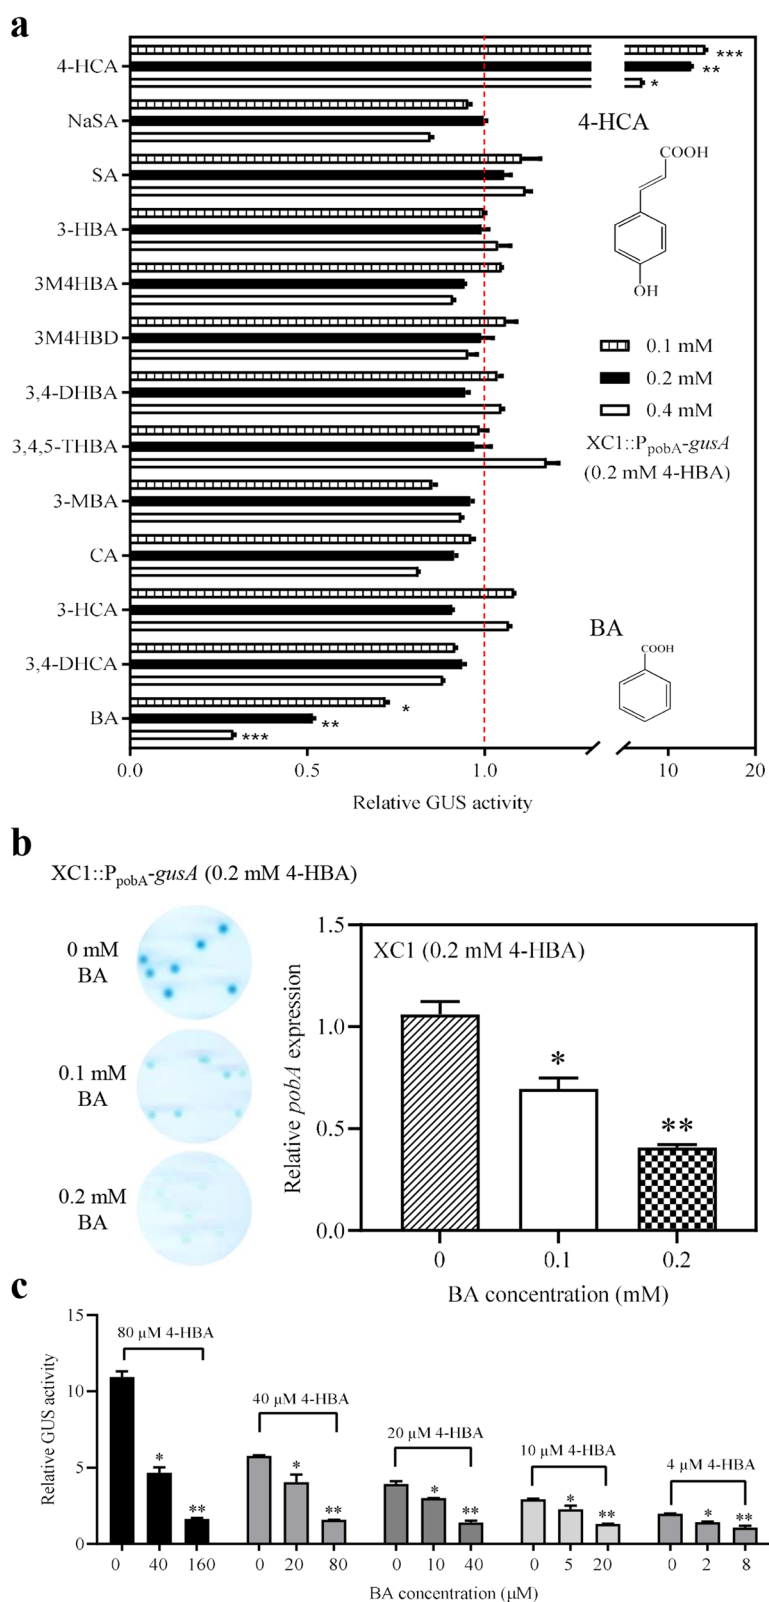 a
4-HCA
***
**
*
NaSA
4-HCA
SA
COOH
OH
3-HBA
3M4HBA
3M4HBD
0.1 mM
0.2 mM
0.4 mM
3,4-DHBA
3,4,5-THBA
XC1::PpobA-gusA
(0.2 mM 4-HBA)
3-MBA
CA
3-HCA
BA
COOH
3,4-DHCA
BA
*
**
***
0.0 0.5 1.0 10 20
Relative GUS activity
b
XC1::PpobA-gusA (0.2 mM 4-HBA)
0 mM
BA
0.1 mM
BA
0.2 mM
BA
Relative pobA expression
1.5
1.0
0.5
0.0
XC1 (0.2 mM 4-HBA)
*
**
0 0.1 0.2
BA concentration (mM)
c
Relative GUS activity
15
10
5
0
80 µM 4-HBA
40 µM 4-HBA
20 µM 4-HBA
10 µM 4-HBA
4 µM 4-HBA
* ** * ** * ** * ** * **
0 40 160 0 20 80 0 10 40 0 5 20 0 2 8
BA concentration (µM)